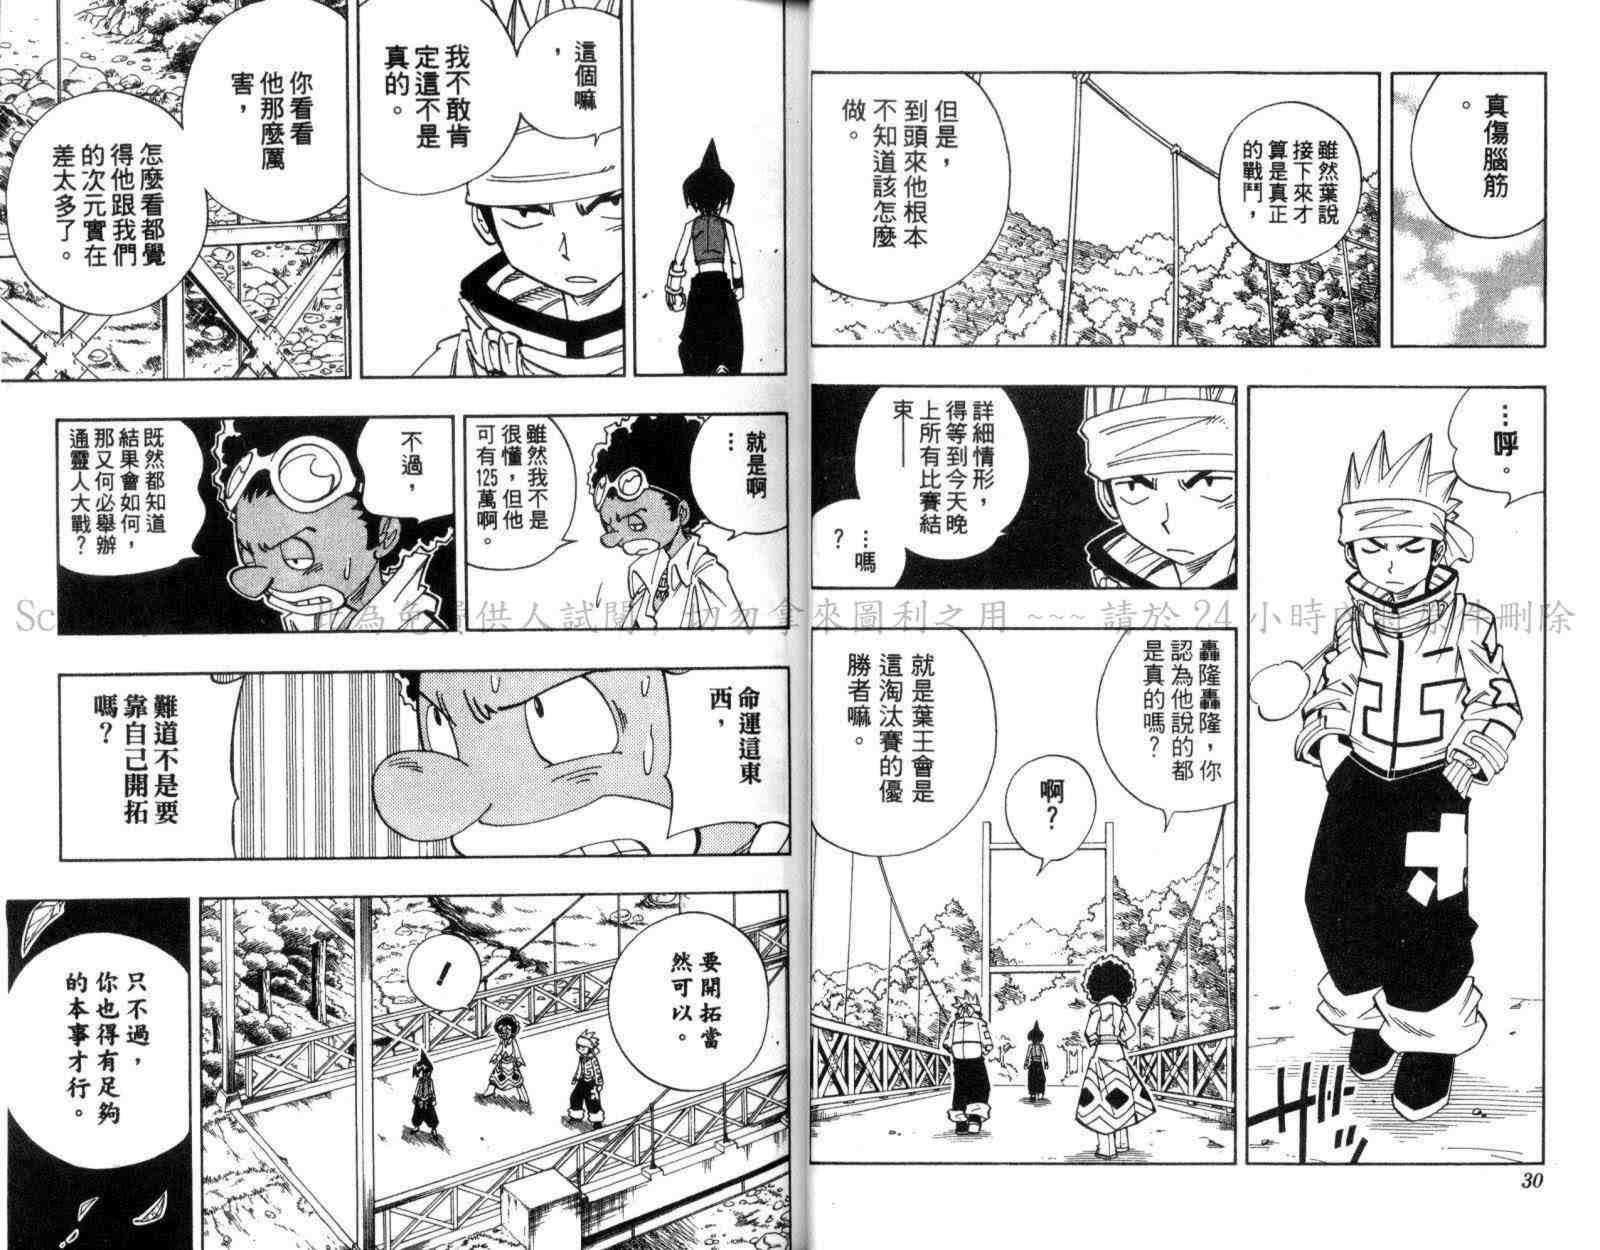 真傷腦筋
。
雖然葉說
接下來才
算是真正
的戰鬥，
但是，
到頭來他根本
不知道該怎麼
做。
…呼。
詳細情形，
得等到今天晚
上所有比賽結
束——
…嗎
？
轟隆轟隆，你
認為他說的都
是真的嗎？
啊？
就是葉王會是
這淘汰賽的優
勝者嘛。
ザッ
30
這個嘛
，
我不敢肯
定這不是
真的。
你看看
他那麼厲
害，
怎麼看都覺
得他跟我們
的次元實在
差太多了。
就是啊
…
雖然我不是
很懂，但他
可有125
萬啊。
不過，
既然都知道
結果會如何，
那又何必舉辦
通靈人大戰？
命運這東
西，
難道不是要
靠自己開拓
嗎？
要開拓當
然可以。
！
只不過，
你也得有足夠
的本事才行。
供人試閱，切勿拿來圖利之用 ~~~ 請於 24 小時
刪除